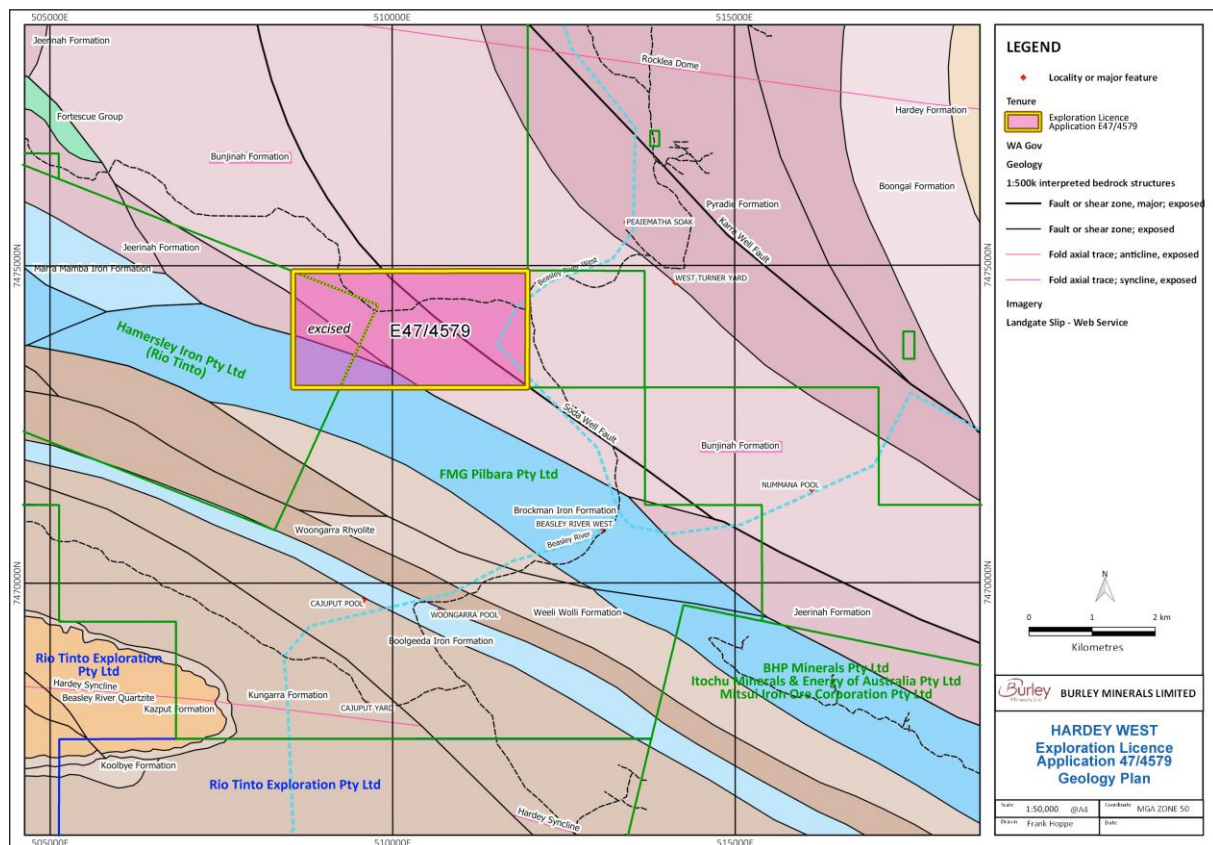 505000E
510000E
515000E
Jeerinah Formation
Rocklea Dome
Hardey Formation
Fortescue Group
Bunjinah Formation
Boongal Formation
Pyradie Formation
PEAIEMATHA SOAK
Karra Well Fault
Jeerinah Formation
7475000N
7475000N
Marra Mamba Iron Formation
Beasley River West
WEST TURNER YARD
excised
E47/4579
Hamersley Iron Pty Ltd
(Rio Tinto)
Soda Well Fault
Bunjinah Formation
FMG Pilbara Pty Ltd
NUMMANA POOL
Brockman Iron Formation
BEASLEY RIVER WEST
Woongarra Rhyolite
Beasley River
7470000N
7470000N
CAJUPUT POOL
WOONGARRA POOL
Weeli Wolli Formation
Jeerinah Formation
Boolgeeda Iron Formation
Rio Tinto Exploration
Pty Ltd
Hardey Syncline
Beasley River Quartzite
Kazput Formation
Kungarra Formation
CAJUPUT YARD
BHP Minerals Pty Ltd
Itochu Minerals & Energy of Australia Pty Ltd
Mitsui Iron Ore Corporation Pty Ltd
Koolbye Formation
Rio Tinto Exploration Pty Ltd
Hardey Syncline
505000E
510000E
515000E
LEGEND
Locality or major feature
Tenure
Exploration Licence
Application E47/4579
WA Gov
Geology
1:500k interpreted bedrock structures
Fault or shear zone, major; exposed
Fault or shear zone; exposed
Fold axial trace; anticline, exposed
Fold axial trace; syncline, exposed
Imagery
Landgate Slip - Web Service
N
0 1 2 km
Kilometres
Burley
BURLEY MINERALS LIMITED
HARDEY WEST
Exploration Licence
Application 47/4579
Geology Plan
Scale: 1:50,000 @A4
Coordinate MGA ZONE 50
Drawn: Frank Hoppe
Date: